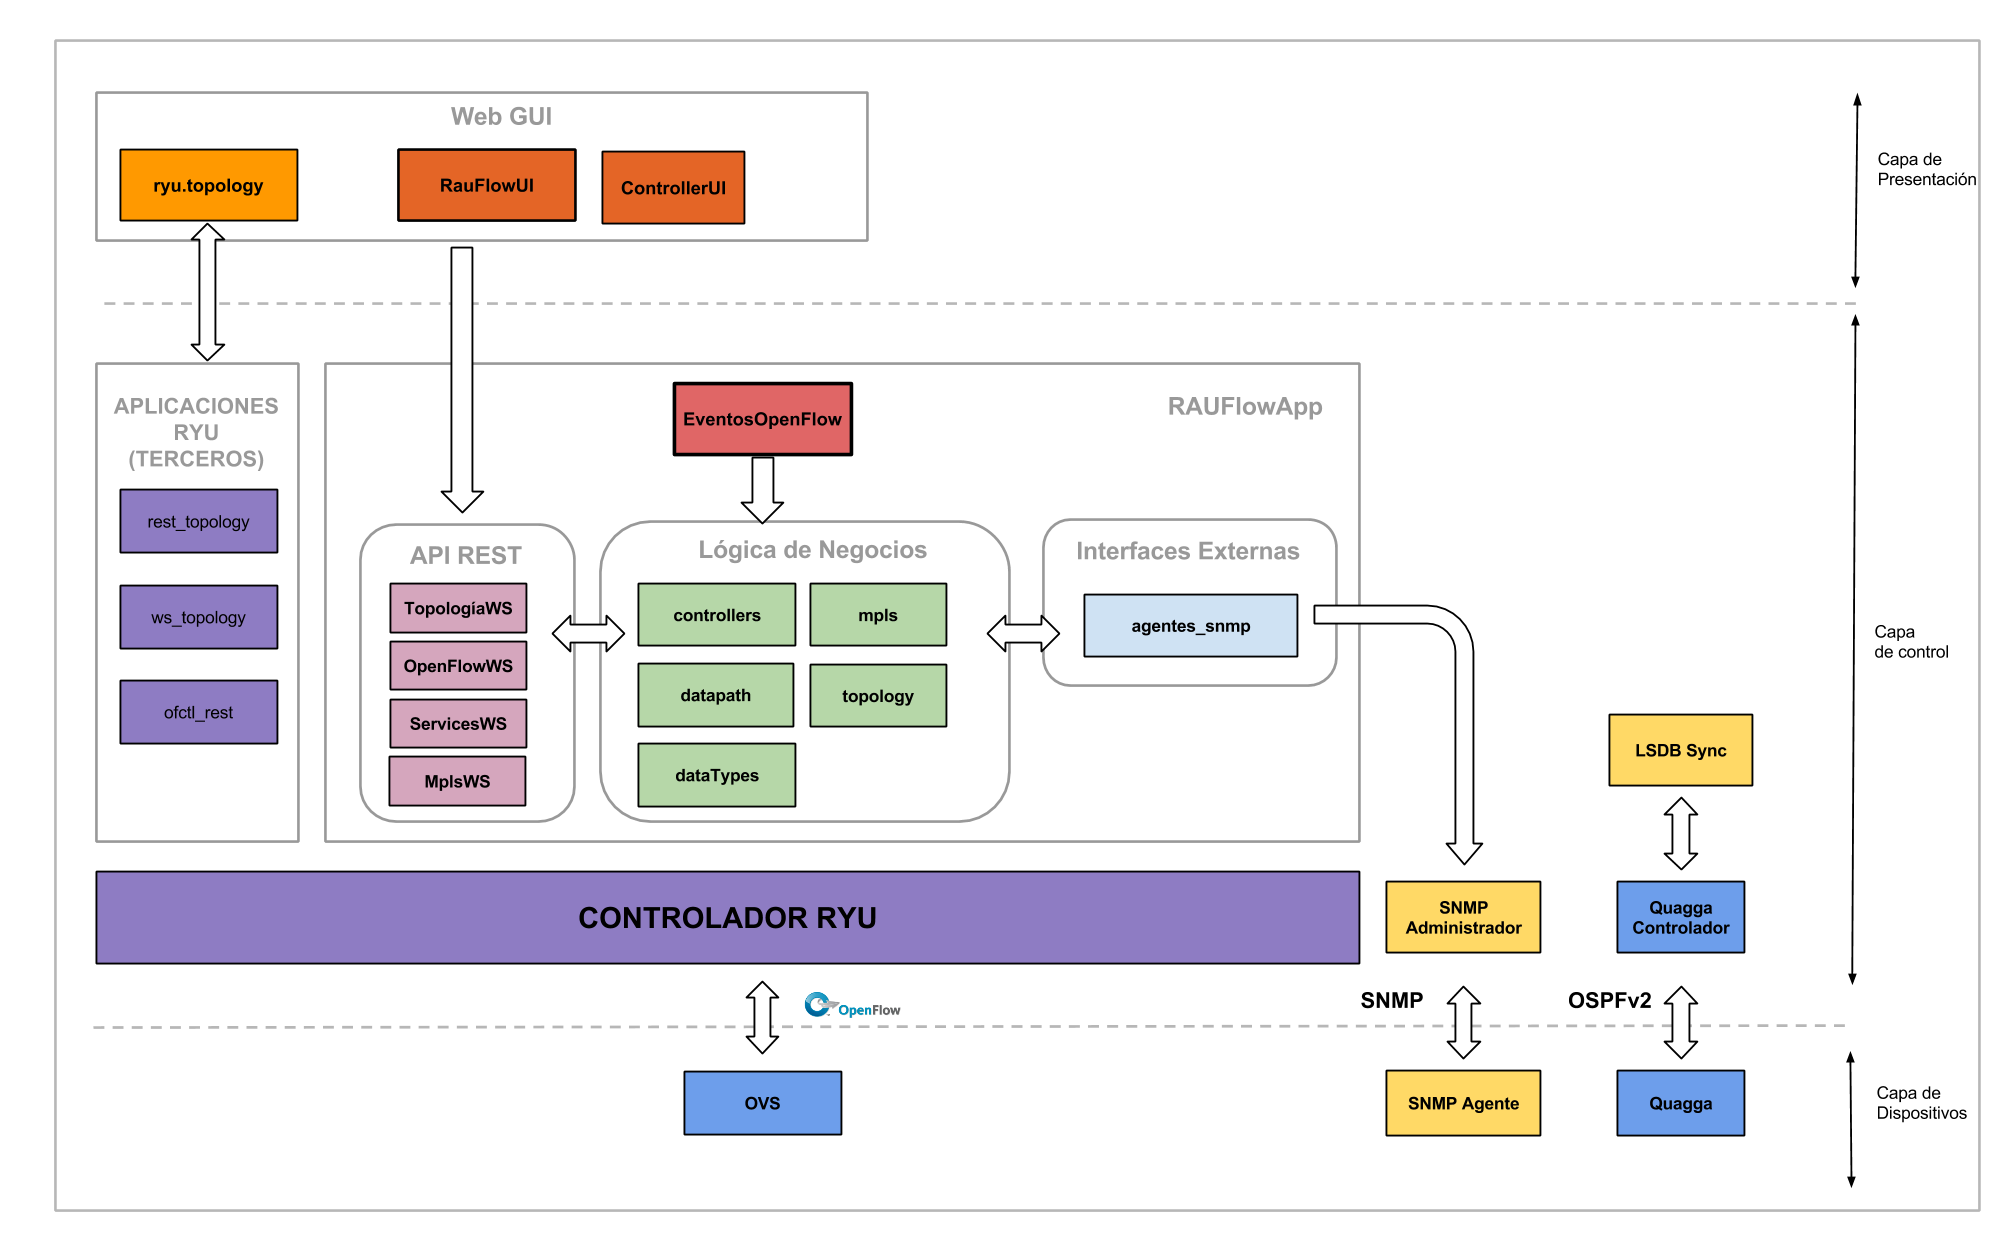 Web GUI
ryu.topology
RauFlowUI
ControllerUI
Capa de
Presentación
APLICACIONES
RYU
(TERCEROS)
rest_topology
ws_topology
ofctl_rest
RAUFlowApp
EventosOpenFlow
API REST
TopologíaWS
OpenFlowWS
ServicesWS
MplsWS
Lógica de Negocios
controllers
mpls
datapath
topology
dataTypes
Interfaces Externas
agentes_snmp
Capa
de control
LSDB Sync
CONTROLADOR RYU
SNMP
Administrador
Quagga
Controlador
OpenFlow
SNMP
OSPFv2
OVS
SNMP Agente
Quagga
Capa de
Dispositivos